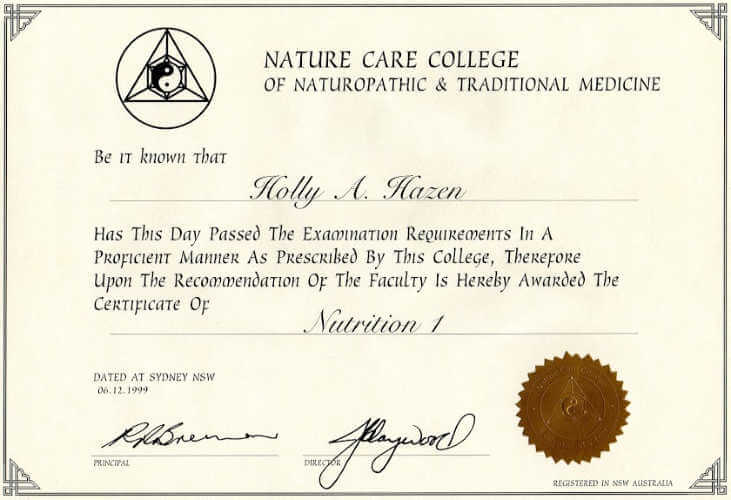 NATURE CARE COLLEGE
OF NATUROPATHIC & TRADITIONAL MEDICINE
Be it known that
Holly A. Hazen
Has This Day Passed The Examination Requirements In A
Proficient Manner As Prescribed By This College, Therefore
Upon The Recommendation Of The Faculty Is Hereby Awarded The
Certificate Of
Nutrition 1
DATED AT SYDNEY NSW
06.12.1999
PRINCIPAL
DIRECTOR
REGISTERED IN NSW AUSTRALIA